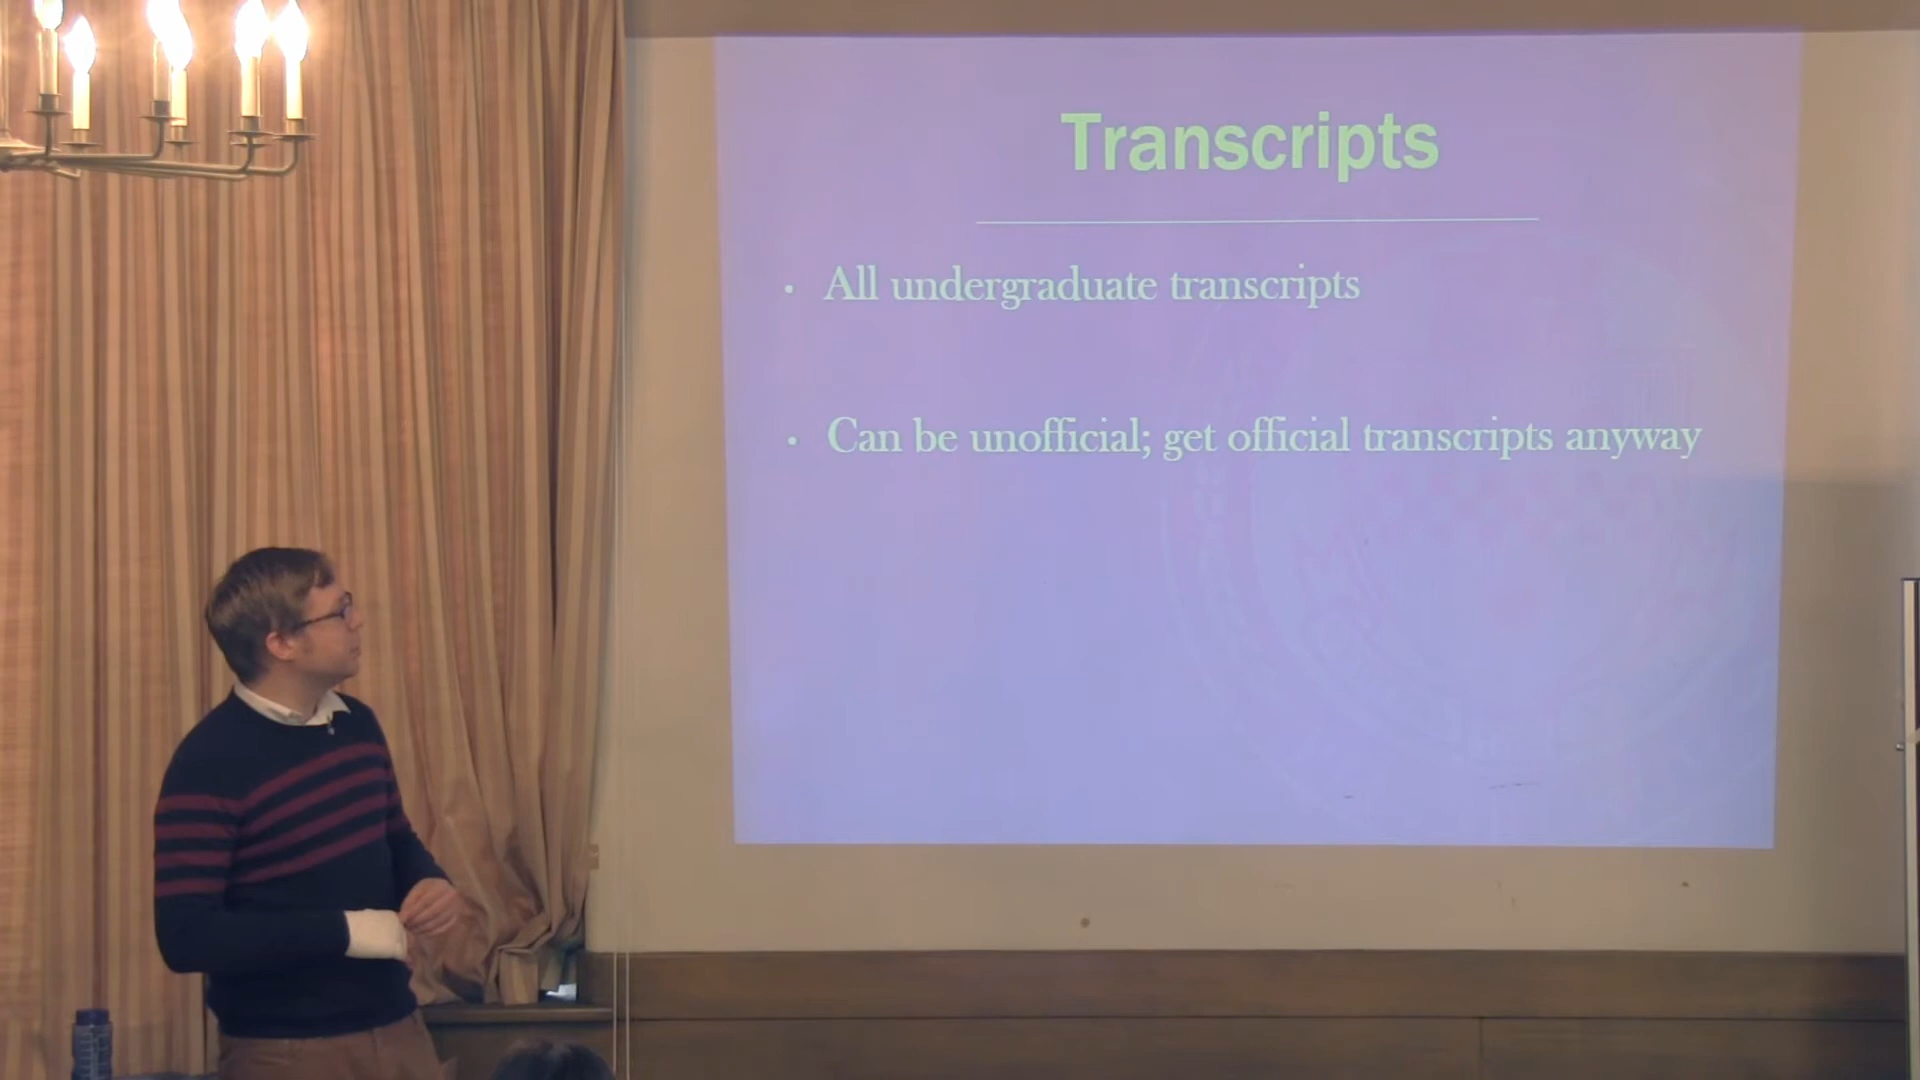 Transcripts
• All undergraduate transcripts
• Can be unofficial; get official transcripts anyway